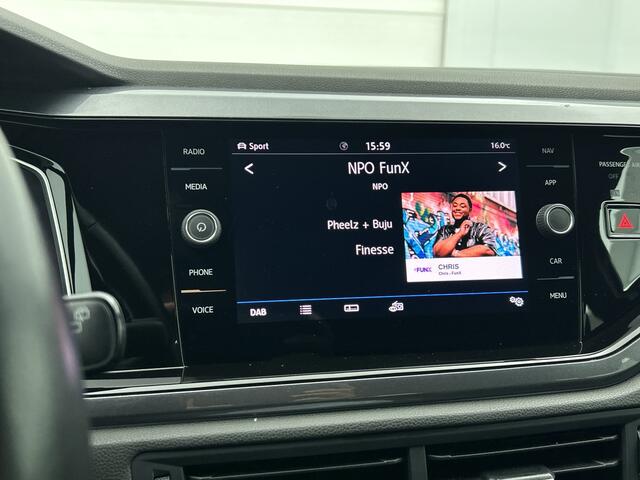 RADIO
MEDIA
PHONE
VOICE
Sport 15:59 16.0°C
< NPO FunX >
NPO
Pheelz + Buju
Finesse
FUNX CHRIS
Chris - FunX
DAB
NAV
APP
CAR
MENU
PASSENGER AIR
OFF